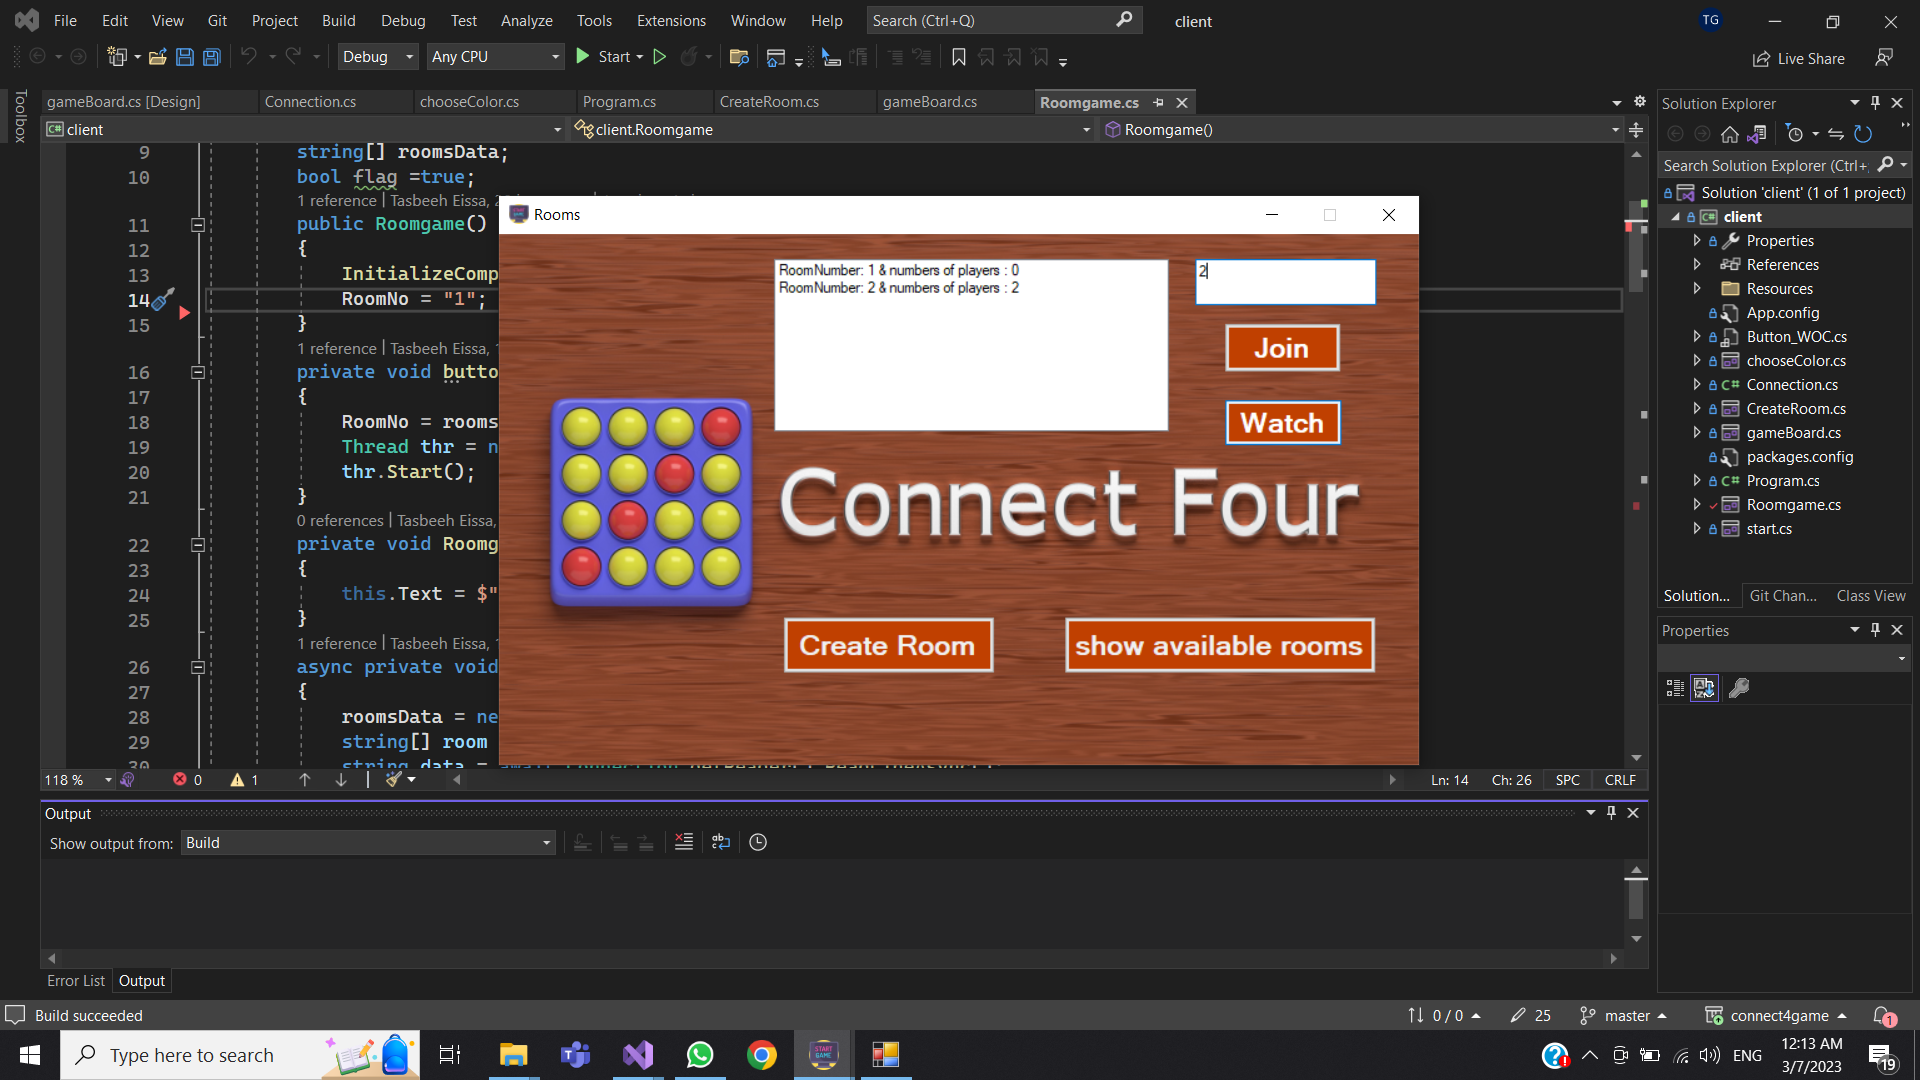 File Edit View Git Project Build Debug Test Analyze Tools Extensions Window Help Search (Ctrl+Q) client TG
Debug Any CPU Start Live Share
Toolbox
gameBoard.cs [Design] Connection.cs chooseColor.cs Program.cs CreateRoom.cs gameBoard.cs Roomgame.cs
client client.Roomgame Roomgame()
9 string[] roomsData;
10 bool flag =true;
1 reference | Tasbeeh Eissa,
11 public Roomgame()
12 {
13 InitializeComp
14 RoomNo = "1";
15 }
1 reference | Tasbeeh Eissa,
16 private void butto
17 {
18 RoomNo = rooms
19 Thread thr = n
20 thr.Start();
21 }
0 references | Tasbeeh Eissa,
22 private void Roomg
23 {
24 this.Text = $"
25 }
1 reference | Tasbeeh Eissa,
26 async private void
27 {
28 roomsData = ne
29 string[] room
30 string data =
Rooms
RoomNumber: 1 & numbers of players : 0
RoomNumber: 2 & numbers of players : 2
2
Join
Watch
Connect Four
Create Room
show available rooms
118 % 0 1 Ln: 14 Ch: 26 SPC CRLF
Output
Show output from: Build
Error List Output
Solution Explorer
Search Solution Explorer (Ctrl+
Solution 'client' (1 of 1 project)
client
Properties
References
Resources
App.config
Button_WOC.cs
chooseColor.cs
Connection.cs
CreateRoom.cs
gameBoard.cs
packages.config
Program.cs
Roomgame.cs
start.cs
Solution... Git Chan... Class View
Properties
Build succeeded 0 / 0 25 master connect4game 1
Type here to search
START GAME
ENG
12:13 AM
3/7/2023
19